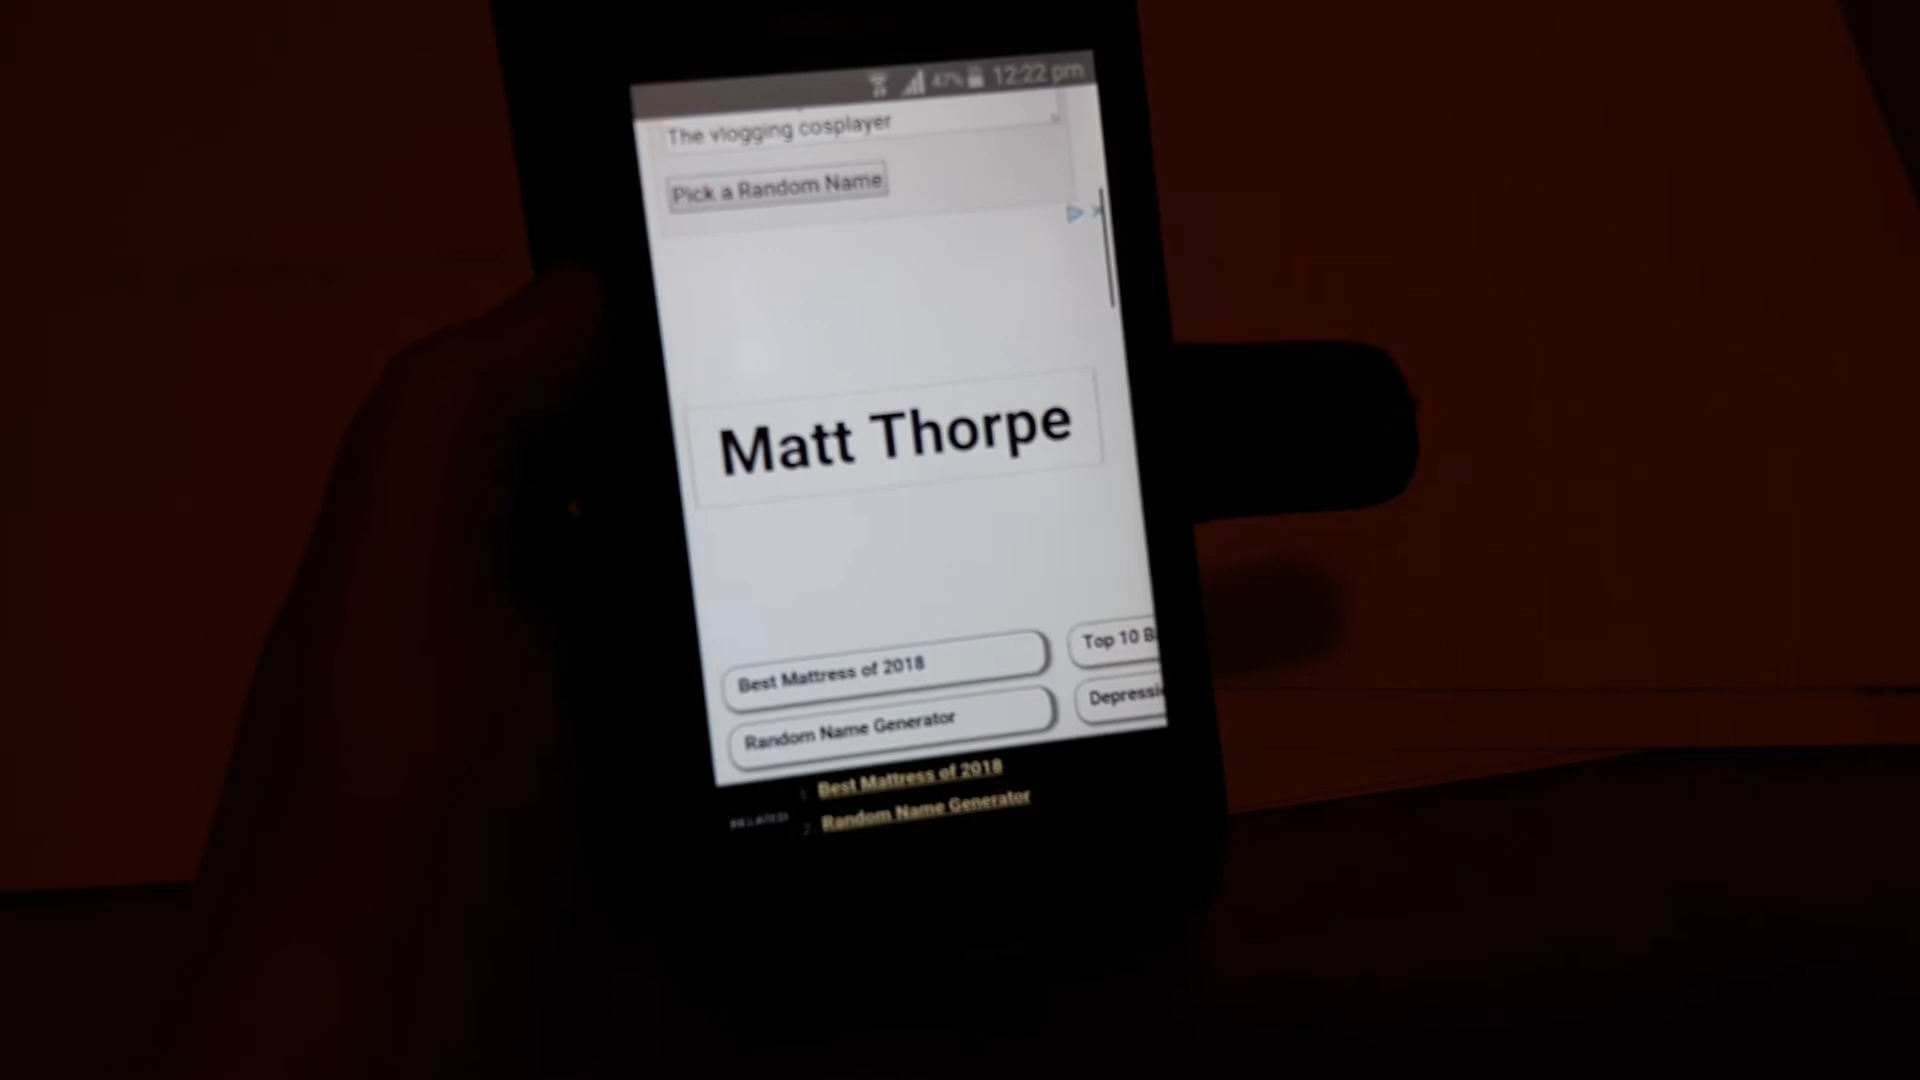 47% 12:22 pm
The vlogging cosplayer
Pick a Random Name
Matt Thorpe
Best Mattress of 2018
Top 10 B
Random Name Generator
Depressi
1. Best Mattress of 2018
RELATED
2. Random Name Generator